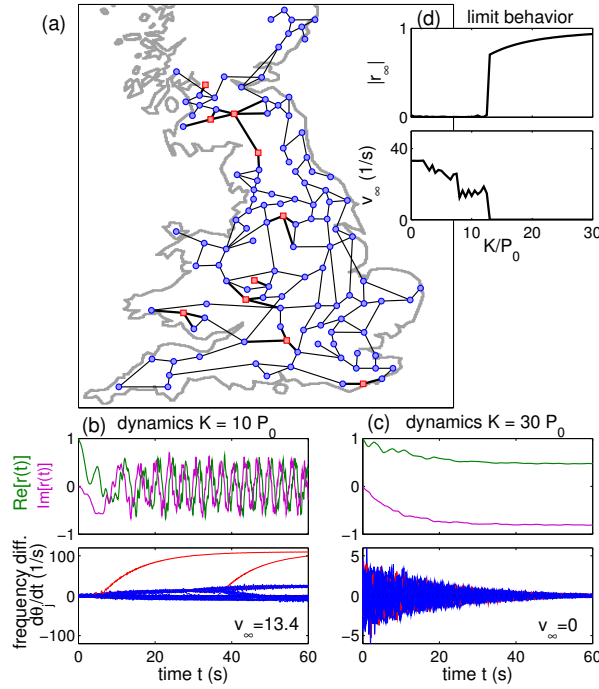 (a)
(d) limit behavior
1
|r∞|
0
40
v∞ (1/s)
0
0 10 20 30
K/P0
(b) dynamics K = 10 P0
1
Re[r(t)]
Im[r(t)]
0
−1
100
frequency diff.
dθj/dt (1/s)
0
−100
v∞=13.4
0 20 40 60
time t (s)
(c) dynamics K = 30 P0
1
0
−1
5
0
−5
v∞=0
0 20 40 60
time t (s)